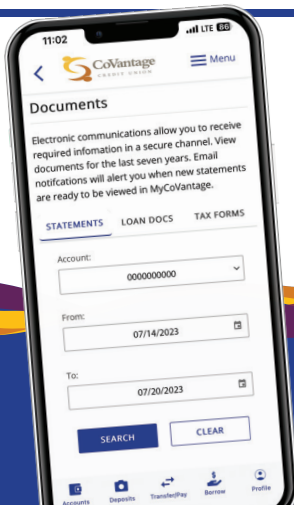 11:02
LTE 86
CoVantage
CREDIT UNION
Menu
Documents
Electronic communications allow you to receive
required infomation in a secure channel. View
documents for the last seven years. Email
notifcations will alert you when new statements
are ready to be viewed in MyCoVantage.
STATEMENTS LOAN DOCS TAX FORMS
Account:
0000000000
From:
07/14/2023
To:
07/20/2023
SEARCH CLEAR
Accounts Deposits Transfer/Pay Borrow Profile